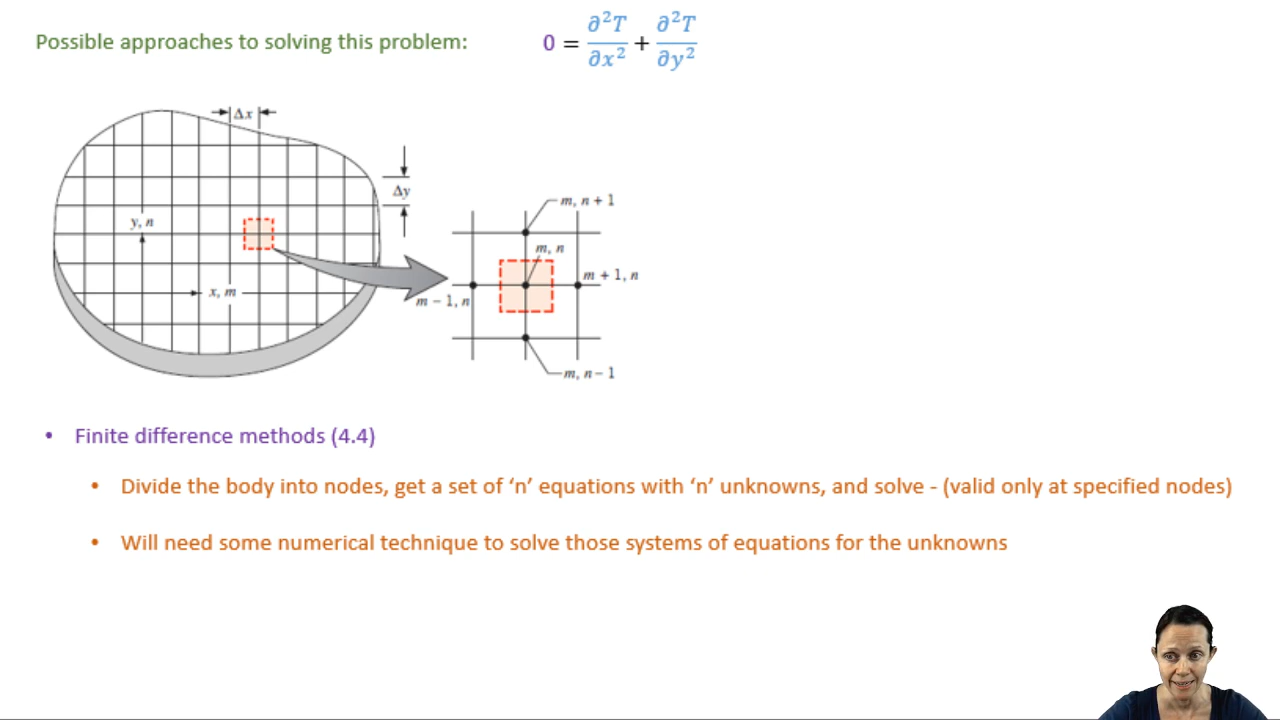 Possible approaches to solving this problem:
0 = ∂²T/∂x² + ∂²T/∂y²
Δx
Δy
y, n
x, m
m, n + 1
m, n
m + 1, n
m − 1, n
m, n − 1
• Finite difference methods (4.4)
• Divide the body into nodes, get a set of ‘n’ equations with ‘n’ unknowns, and solve - (valid only at specified nodes)
• Will need some numerical technique to solve those systems of equations for the unknowns